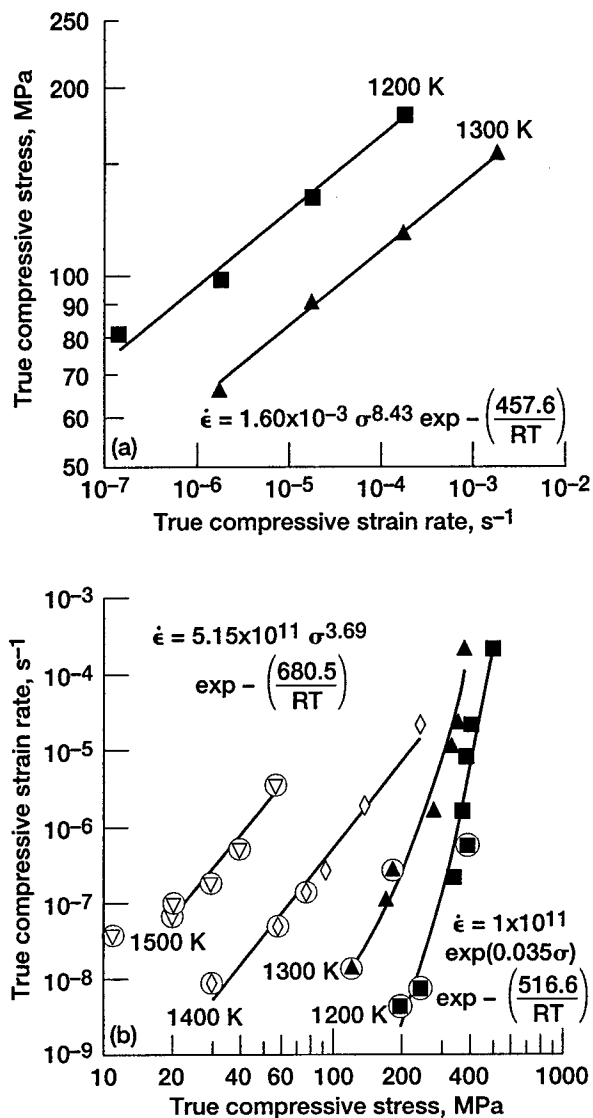 250
200
100
90
80
70
60
50
True compressive stress, MPa
1200 K
1300 K
ε̇ = 1.60x10⁻³ σ⁸·⁴³ exp – (457.6/RT)
(a)
10⁻⁷ 10⁻⁶ 10⁻⁵ 10⁻⁴ 10⁻³ 10⁻²
True compressive strain rate, s⁻¹
10⁻³
10⁻⁴
10⁻⁵
10⁻⁶
10⁻⁷
10⁻⁸
10⁻⁹
True compressive strain rate, s⁻¹
ε̇ = 5.15x10¹¹ σ³·⁶⁹
exp – (680.5/RT)
1500 K
1400 K
1300 K
1200 K
ε̇ = 1x10¹¹
exp(0.035σ)
exp – (516.6/RT)
(b)
10 20 40 60 100 200 400 1000
True compressive stress, MPa